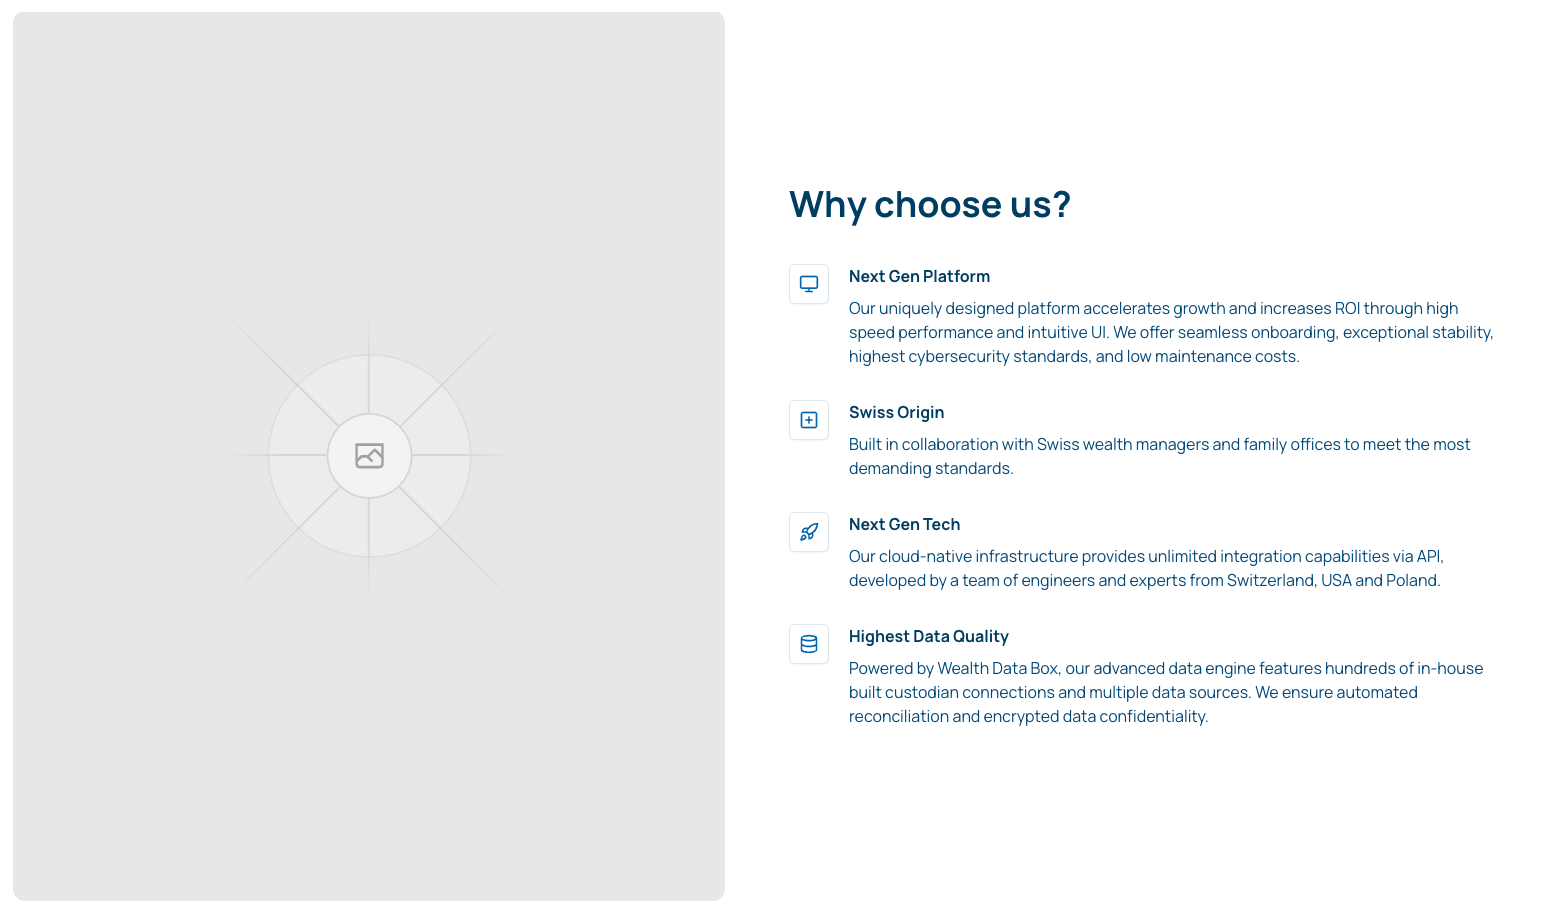 Why choose us?
Next Gen Platform
Our uniquely designed platform accelerates growth and increases ROI through high
speed performance and intuitive UI. We offer seamless onboarding, exceptional stability,
highest cybersecurity standards, and low maintenance costs.
Swiss Origin
Built in collaboration with Swiss wealth managers and family offices to meet the most
demanding standards.
Next Gen Tech
Our cloud-native infrastructure provides unlimited integration capabilities via API,
developed by a team of engineers and experts from Switzerland, USA and Poland.
Highest Data Quality
Powered by Wealth Data Box, our advanced data engine features hundreds of in-house
built custodian connections and multiple data sources. We ensure automated
reconciliation and encrypted data confidentiality.